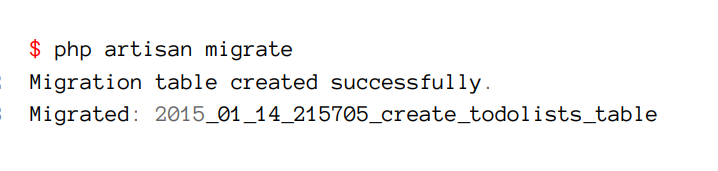 $ php artisan migrate
Migration table created successfully.
Migrated: 2015_01_14_215705_create_todolists_table